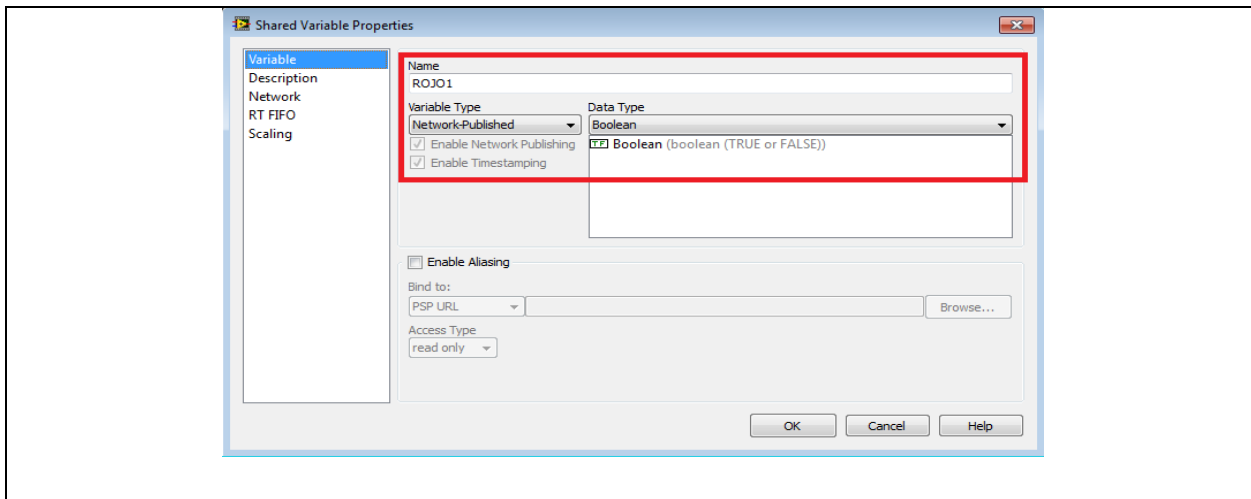 Shared Variable Properties
Variable
Description
Network
RT FIFO
Scaling
Name
ROJO1
Variable Type
Data Type
Network-Published
Boolean
Enable Network Publishing
TF Boolean (boolean (TRUE or FALSE))
Enable Timestamping
Enable Aliasing
Bind to:
PSP URL
Browse...
Access Type
read only
OK
Cancel
Help